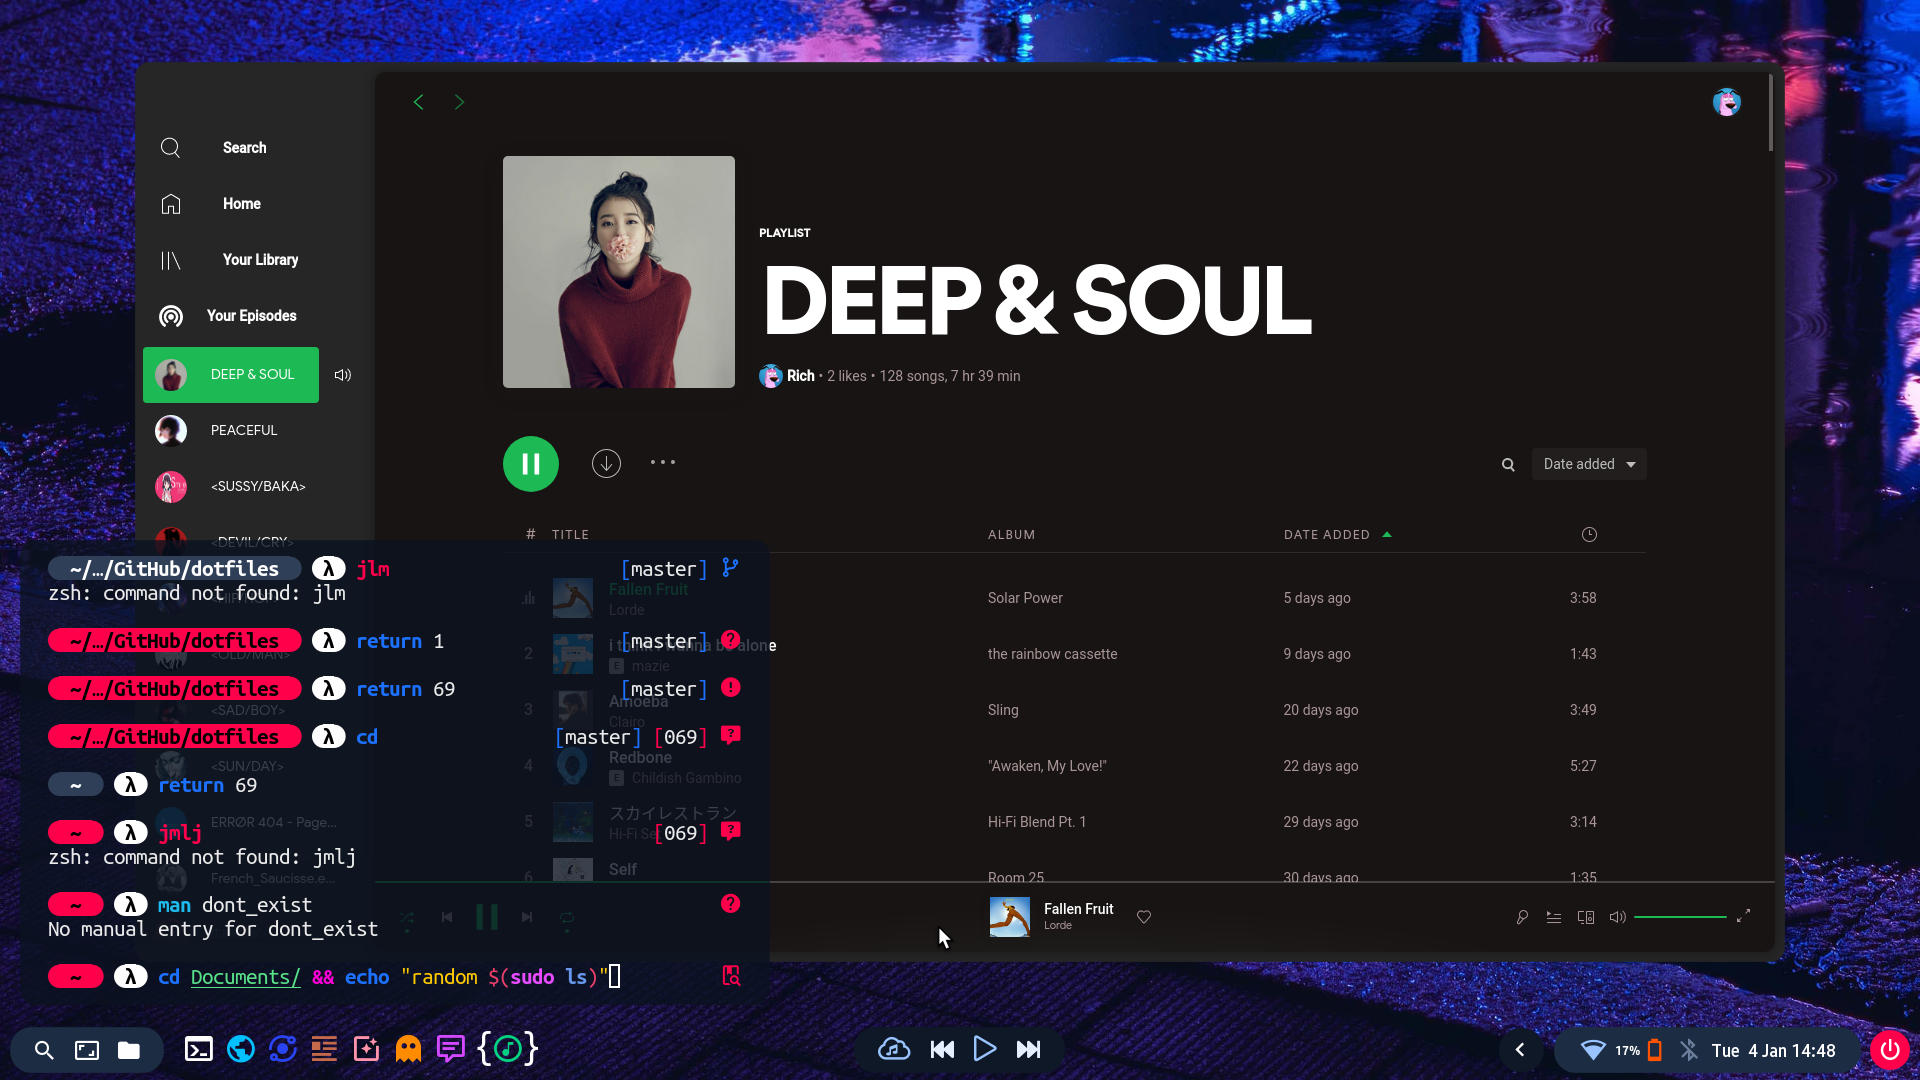 Search
Home
Your Library
Your Episodes
DEEP & SOUL
PEACEFUL
<SUSSY/BAKA>
<DEVIL/CRY>
<OLD/MAN>
<SAD/BOY>
<SUN/DAY>
ERRØR 404 - Page...
French_Saucisse.e...
PLAYLIST
DEEP & SOUL
Rich • 2 likes • 128 songs, 7 hr 39 min
Date added
# TITLE ALBUM DATE ADDED
Fallen Fruit
Lorde
Solar Power 5 days ago 3:58
2 i think i wanna be alone
E mazie
the rainbow cassette 9 days ago 1:43
3 Amoeba
Clairo
Sling 20 days ago 3:49
4 Redbone
E Childish Gambino
"Awaken, My Love!" 22 days ago 5:27
5 スカイレストラン
Hi-Fi Set
Hi-Fi Blend Pt. 1 29 days ago 3:14
6 Self
Room 25 30 days ago 1:35
Fallen Fruit
Lorde
~/…/GitHub/dotfiles λ jlm [master]
zsh: command not found: jlm
~/…/GitHub/dotfiles λ return 1 [master]
~/…/GitHub/dotfiles λ return 69 [master]
~/…/GitHub/dotfiles λ cd [master] [069]
~ λ return 69
~ λ jmlj [069]
zsh: command not found: jmlj
~ λ man dont_exist
No manual entry for dont_exist
~ λ cd Documents/ && echo "random $(sudo ls)"
17% Tue 4 Jan 14:48